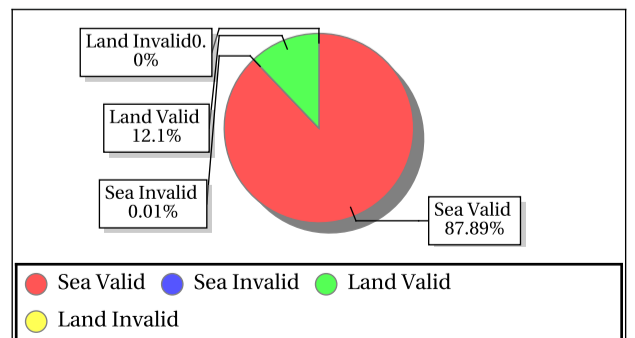 Land Invalid0.
0%
Land Valid
12.1%
Sea Invalid
0.01%
Sea Valid
87.89%
Sea Valid Sea Invalid Land Valid
Land Invalid